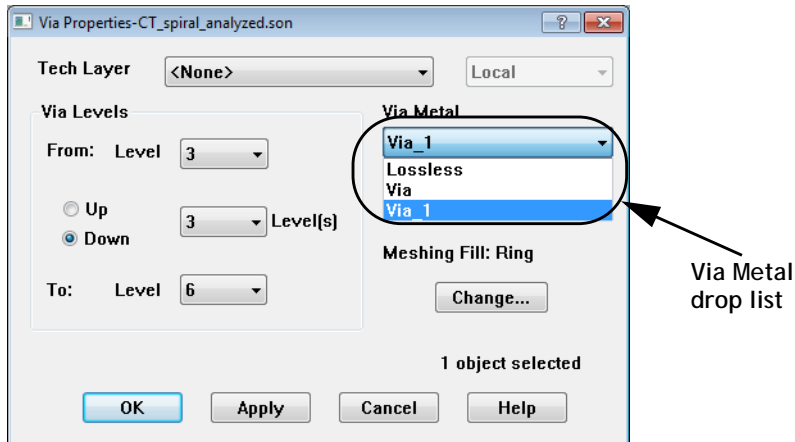 Via Properties-CT_spiral_analyzed.son
Tech Layer <None> Local
Via Levels
From: Level 3
Up
Down
3 Level(s)
To: Level 6
Via Metal
Via_1
Lossless
Via
Via_1
Meshing Fill: Ring
Change...
1 object selected
OK Apply Cancel Help
Via Metal
drop list